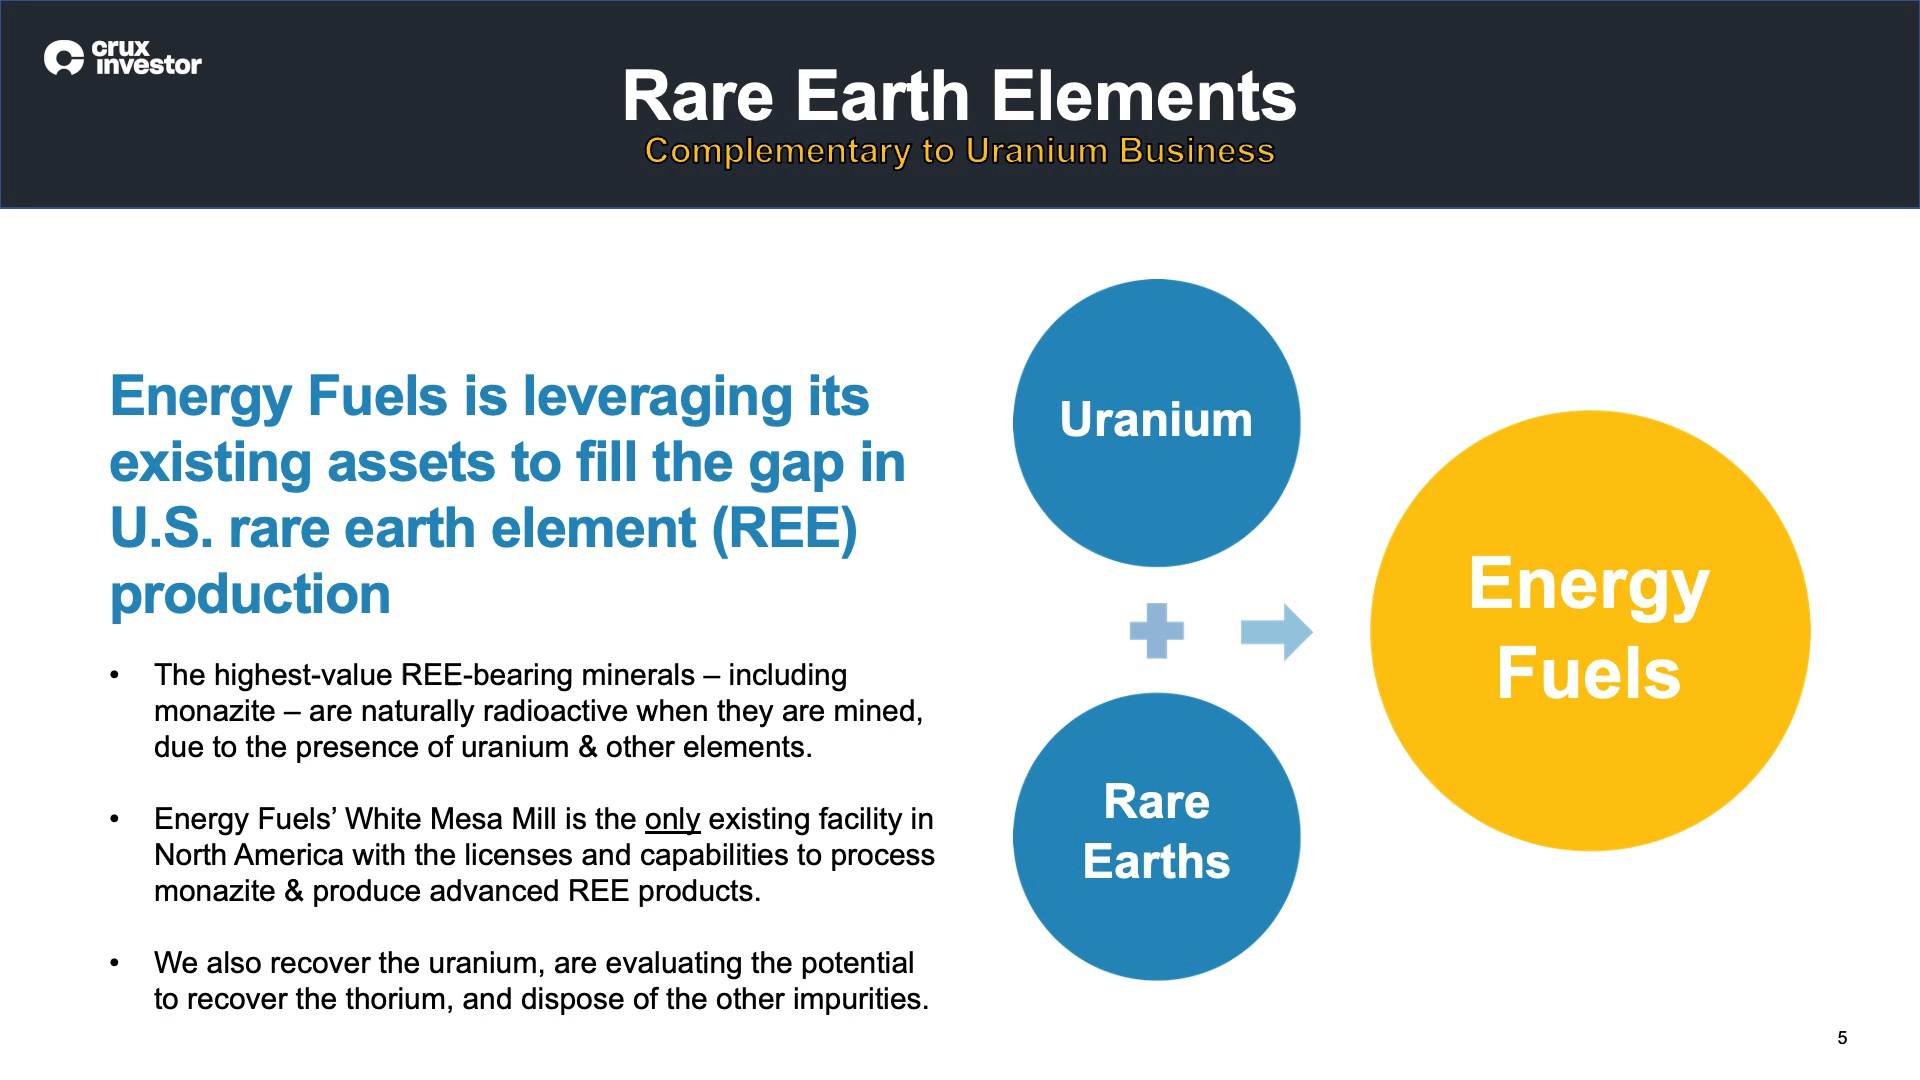 crux
investor
Rare Earth Elements
Complementary to Uranium Business
Energy Fuels is leveraging its
existing assets to fill the gap in
U.S. rare earth element (REE)
production
• The highest-value REE-bearing minerals – including
monazite – are naturally radioactive when they are mined,
due to the presence of uranium & other elements.
• Energy Fuels’ White Mesa Mill is the only existing facility in
North America with the licenses and capabilities to process
monazite & produce advanced REE products.
• We also recover the uranium, are evaluating the potential
to recover the thorium, and dispose of the other impurities.
Uranium
Rare
Earths
Energy
Fuels
5